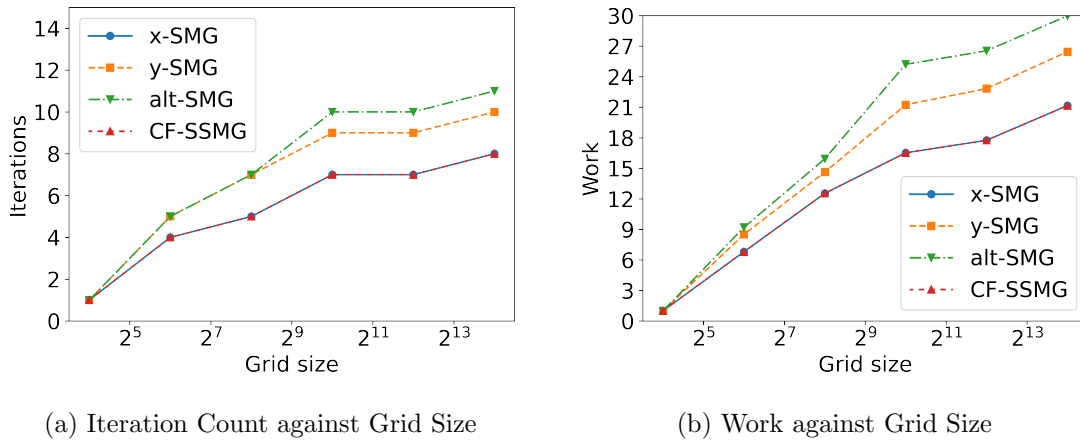 14
12
10
8
6
4
2
0
Iterations
x-SMG
y-SMG
alt-SMG
CF-SSMG
2^5 2^7 2^9 2^11 2^13
Grid size
(a) Iteration Count against Grid Size
30
27
24
21
18
15
12
9
6
3
0
Work
x-SMG
y-SMG
alt-SMG
CF-SSMG
2^5 2^7 2^9 2^11 2^13
Grid size
(b) Work against Grid Size